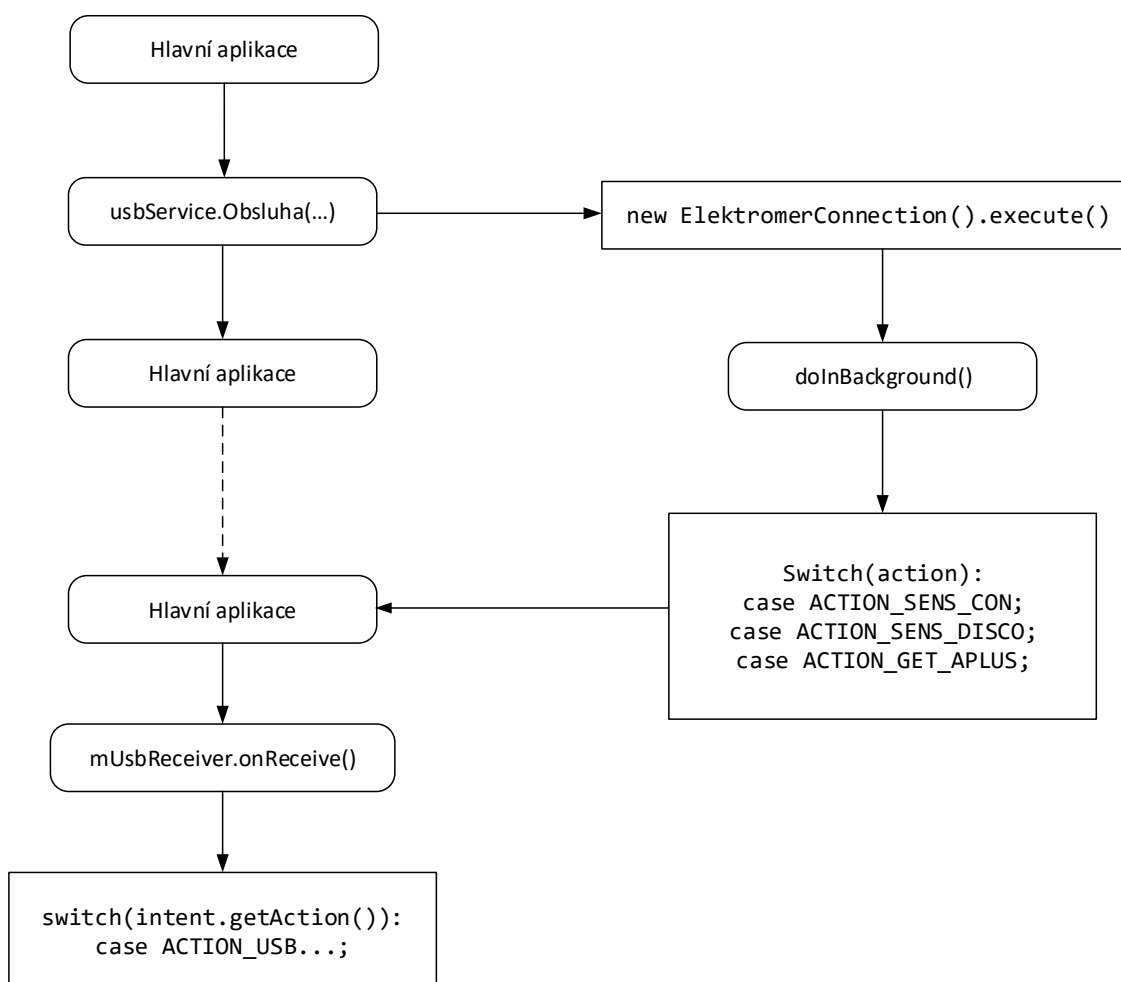 Hlavní aplikace
usbService.Obsluha(...)
new ElektromerConnection().execute()
Hlavní aplikace
doInBackground()
Switch(action):
case ACTION_SENS_CON;
case ACTION_SENS_DISCO;
case ACTION_GET_APLUS;
Hlavní aplikace
mUsbReceiver.onReceive()
switch(intent.getAction()):
case ACTION_USB...;